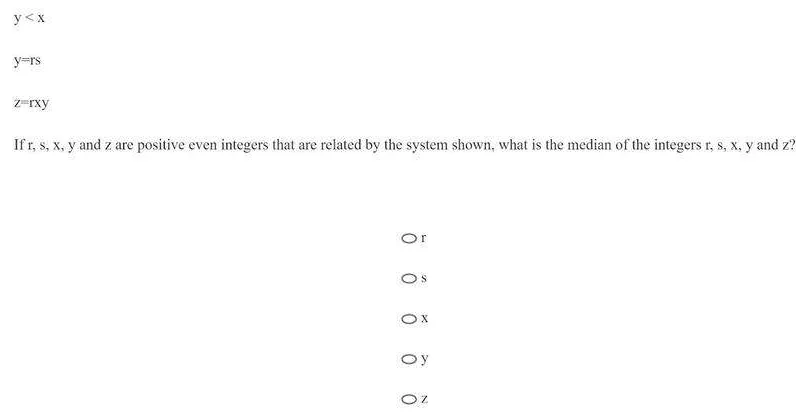 y < x
y=rs
z=rxy
If r, s, x, y and z are positive even integers that are related by the system shown, what is the median of the integers r, s, x, y and z?
r
s
x
y
z